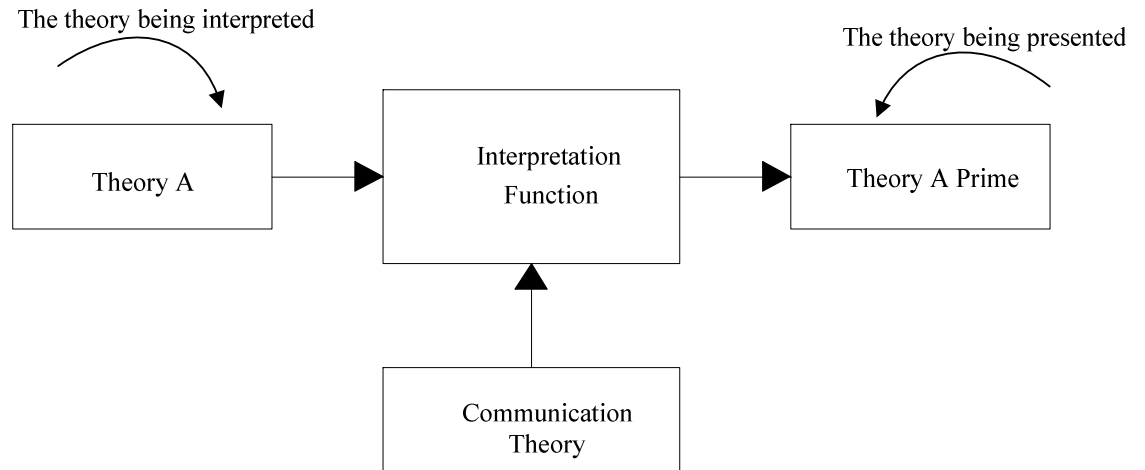 The theory being interpreted
The theory being presented
Theory A
Interpretation
Function
Theory A Prime
Communication
Theory